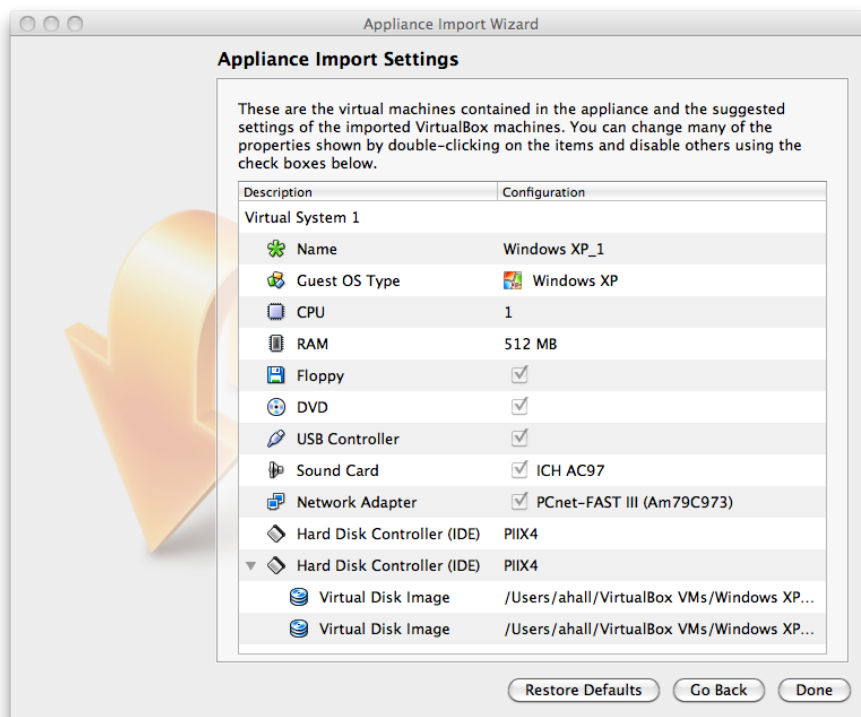 Appliance Import Wizard
Appliance Import Settings
These are the virtual machines contained in the appliance and the suggested
settings of the imported VirtualBox machines. You can change many of the
properties shown by double-clicking on the items and disable others using the
check boxes below.
Description Configuration
Virtual System 1
Name Windows XP_1
Guest OS Type Windows XP
CPU 1
RAM 512 MB
Floppy
DVD
USB Controller
Sound Card ICH AC97
Network Adapter PCnet-FAST III (Am79C973)
Hard Disk Controller (IDE) PIIX4
Hard Disk Controller (IDE) PIIX4
Virtual Disk Image /Users/ahall/VirtualBox VMs/Windows XP...
Virtual Disk Image /Users/ahall/VirtualBox VMs/Windows XP...
Restore Defaults Go Back Done